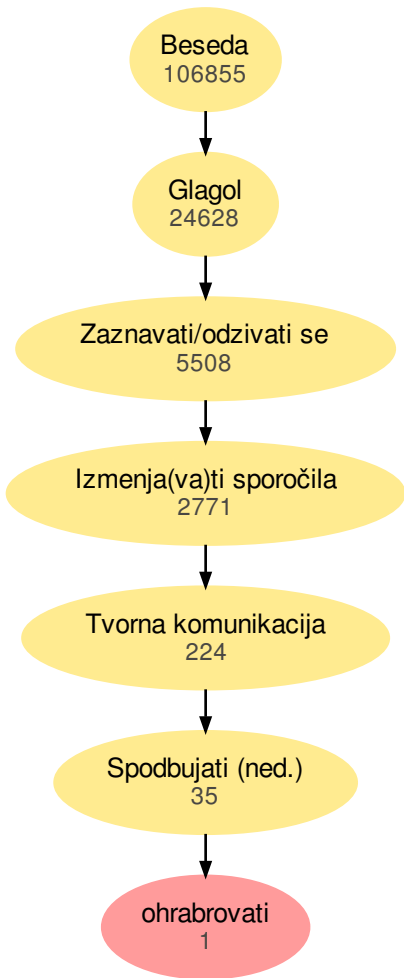 Beseda
106855
Glagol
24628
Zaznavati/odzivati se
5508
Izmenja(va)ti sporočila
2771
Tvorna komunikacija
224
Spodbujati (ned.)
35
ohrabrovati
1